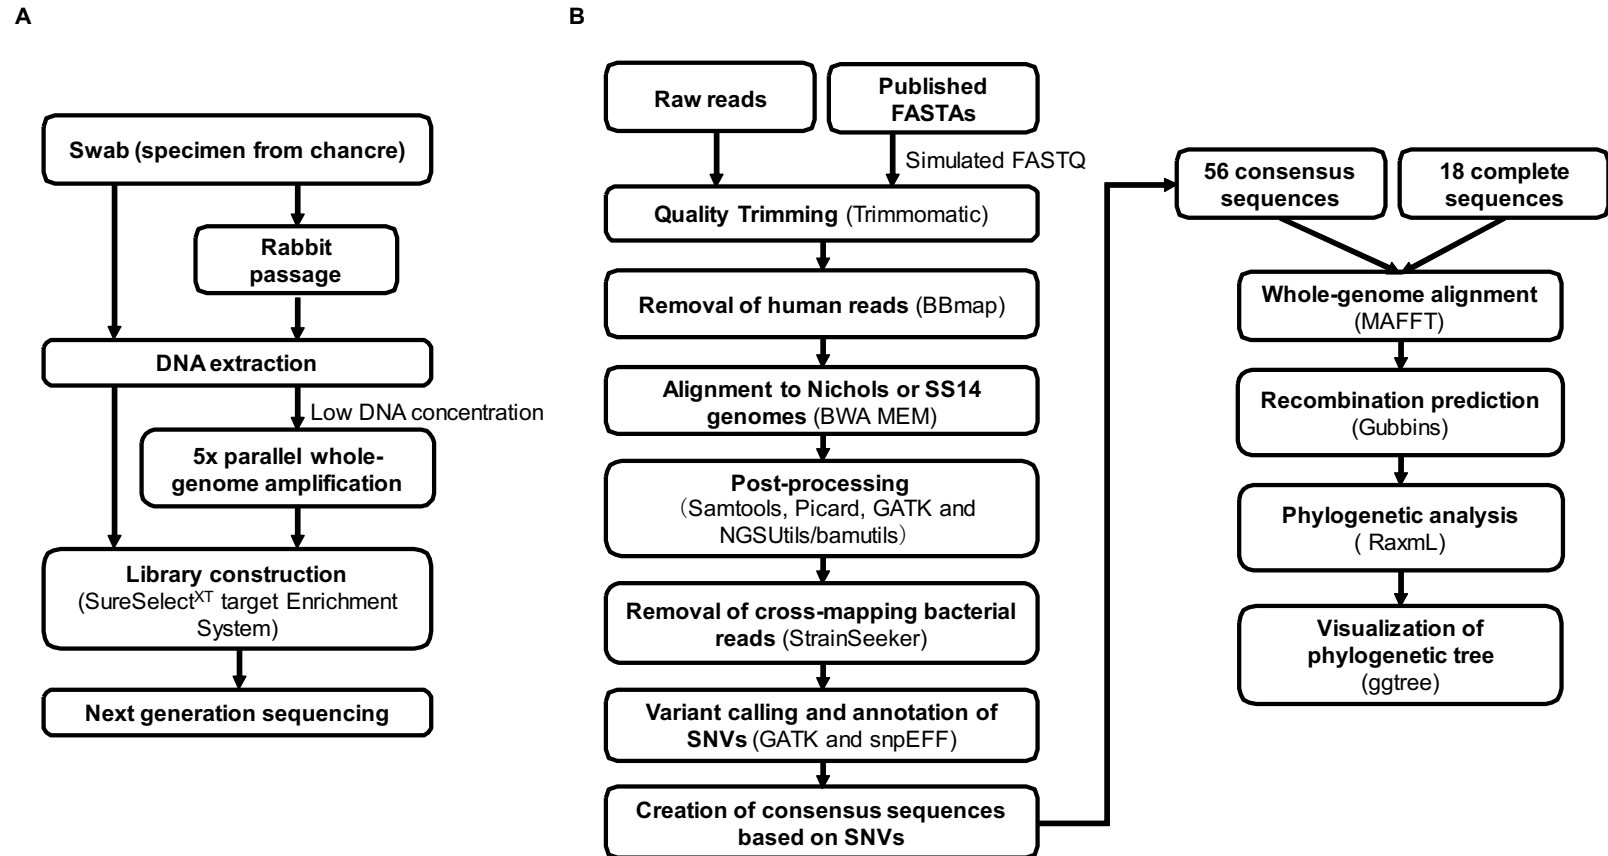 A
Swab (specimen from chancre)
Rabbit
passage
DNA extraction
Low DNA concentration
5x parallel whole-
genome amplification
Library construction
(SureSelectXT target Enrichment
System)
Next generation sequencing
B
Raw reads
Published
FASTAs
Simulated FASTQ
Quality Trimming (Trimmomatic)
Removal of human reads (BBmap)
Alignment to Nichols or SS14
genomes (BWA MEM)
Post-processing
（Samtools, Picard, GATK and
NGSUtils/bamutils）
Removal of cross-mapping bacterial
reads (StrainSeeker)
Variant calling and annotation of
SNVs (GATK and snpEFF)
Creation of consensus sequences
based on SNVs
56 consensus
sequences
18 complete
sequences
Whole-genome alignment
(MAFFT)
Recombination prediction
(Gubbins)
Phylogenetic analysis
( RaxmL)
Visualization of
phylogenetic tree
(ggtree)